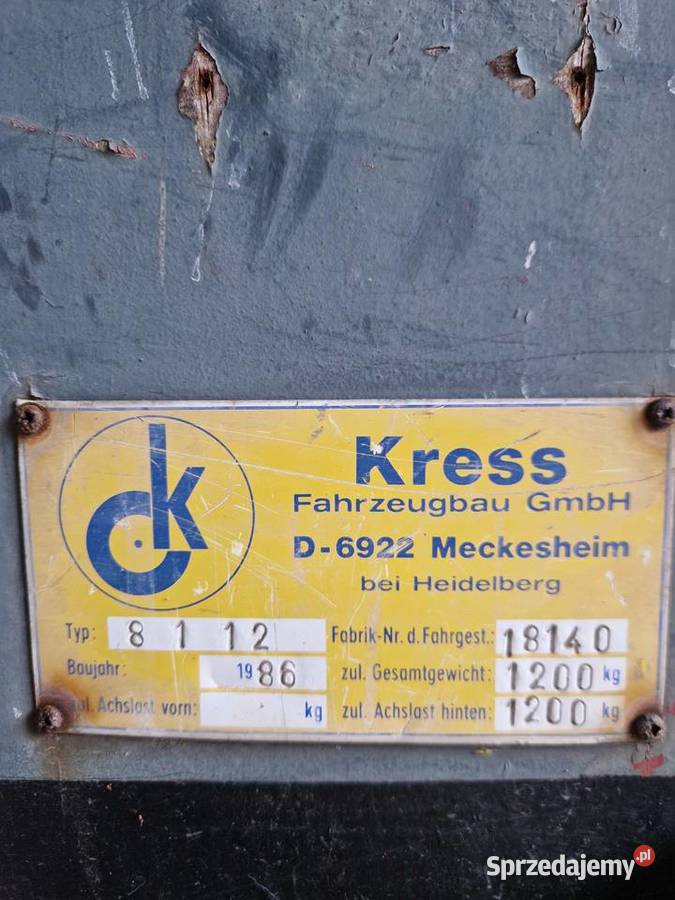 dk
Kress
Fahrzeugbau GmbH
D-6922 Meckesheim
bei Heidelberg
Typ: 8 1 12 Fabrik-Nr. d. Fahrgest.: 18140
Baujahr: 1986 zul. Gesamtgewicht: 1200 kg
zul. Achslast vorn: kg zul. Achslast hinten: 1200 kg
Sprzedajemy.pl